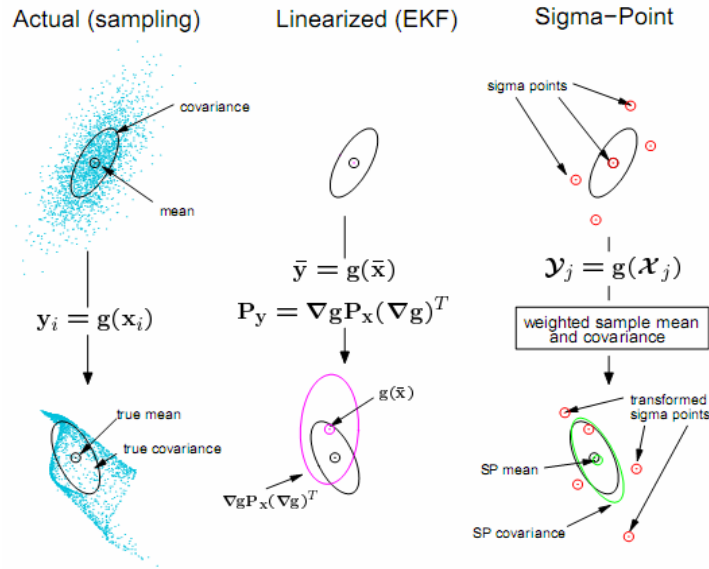 Actual (sampling)
Linearized (EKF)
Sigma−Point
covariance
mean
sigma points
y_i = g(x_i)
ȳ = g(x̄)
P_y = ∇gP_x(∇g)^T
𝓨_j = g(𝓧_j)
weighted sample mean
and covariance
true mean
true covariance
g(x̄)
∇gP_x(∇g)^T
transformed
sigma points
SP mean
SP covariance